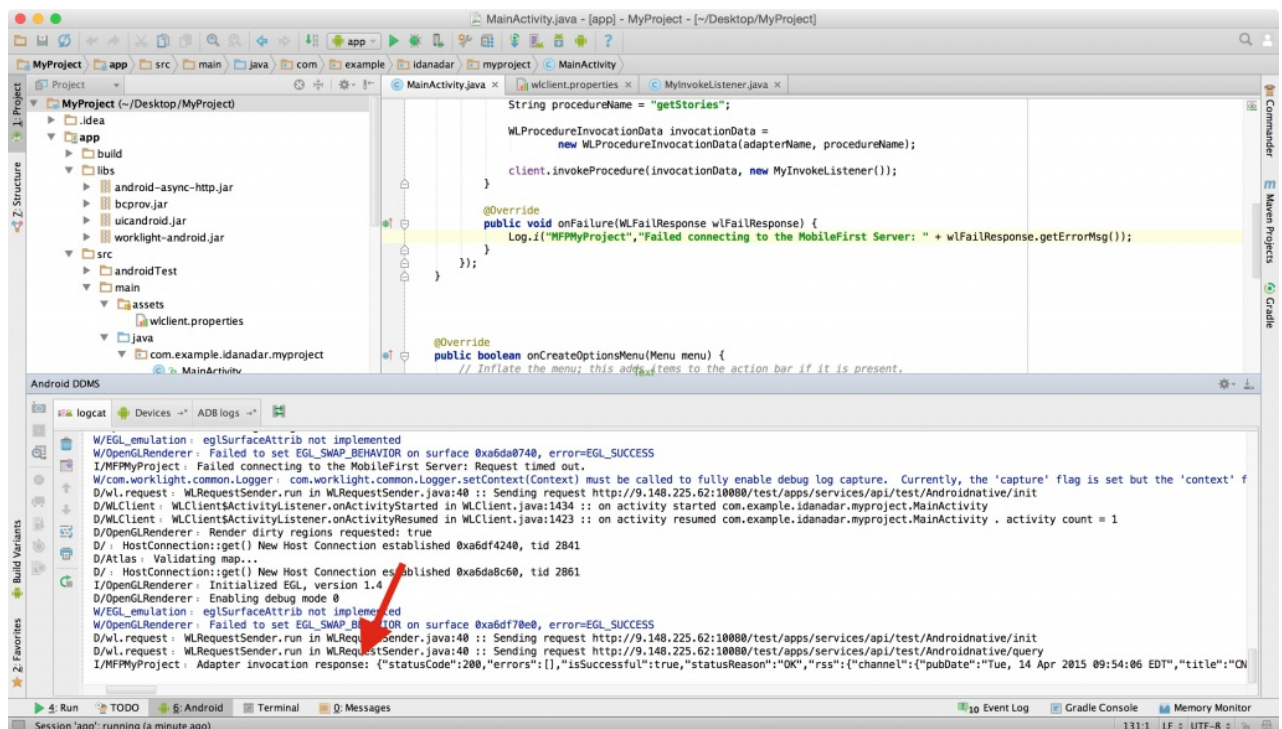 MainActivity.java - [app] - MyProject - [~/Desktop/MyProject]
app
MyProject app src main java com example idanadar myproject MainActivity
Project
MainActivity.java × wlclient.properties × MyInvokeListener.java ×
1: Project
Z: Structure
Build Variants
2: Favorites
Commander
Maven Projects
Gradle
MyProject (~/Desktop/MyProject)
.idea
app
build
libs
android-async-http.jar
bcprov.jar
uicandroid.jar
worklight-android.jar
src
androidTest
main
assets
wlclient.properties
java
com.example.idanadar.myproject
MainActivity
String procedureName = "getStories";
WLProcedureInvocationData invocationData =
new WLProcedureInvocationData(adapterName, procedureName);
client.invokeProcedure(invocationData, new MyInvokeListener());
}
@Override
public void onFailure(WLFailResponse wlFailResponse) {
Log.i("MFPMyProject","Failed connecting to the MobileFirst Server: " + wlFailResponse.getErrorMsg());
}
});
}
@Override
public boolean onCreateOptionsMenu(Menu menu) {
// Inflate the menu; this adds items to the action bar if it is present.
Text
Android DDMS
logcat Devices ADB logs
W/EGL_emulation﹕ eglSurfaceAttrib not implemented
W/OpenGLRenderer﹕ Failed to set EGL_SWAP_BEHAVIOR on surface 0xa6da0740, error=EGL_SUCCESS
I/MFPMyProject﹕ Failed connecting to the MobileFirst Server: Request timed out.
W/com.worklight.common.Logger﹕ com.worklight.common.Logger.setContext(Context) must be called to fully enable debug log capture.  Currently, the 'capture' flag is set but the 'context' f
D/wl.request﹕ WLRequestSender.run in WLRequestSender.java:40 :: Sending request http://9.148.225.62:10080/test/apps/services/api/test/Androidnative/init
D/WLClient﹕ WLClient$ActivityListener.onActivityStarted in WLClient.java:1434 :: on activity started com.example.idanadar.myproject.MainActivity
D/WLClient﹕ WLClient$ActivityListener.onActivityResumed in WLClient.java:1423 :: on activity resumed com.example.idanadar.myproject.MainActivity . activity count = 1
D/OpenGLRenderer﹕ Render dirty regions requested: true
D/﹕ HostConnection::get() New Host Connection established 0xa6df4240, tid 2841
D/Atlas﹕ Validating map...
D/﹕ HostConnection::get() New Host Connection established 0xa6da8c60, tid 2861
I/OpenGLRenderer﹕ Initialized EGL, version 1.4
D/OpenGLRenderer﹕ Enabling debug mode 0
W/EGL_emulation﹕ eglSurfaceAttrib not implemented
W/OpenGLRenderer﹕ Failed to set EGL_SWAP_BEHAVIOR on surface 0xa6df70e0, error=EGL_SUCCESS
D/wl.request﹕ WLRequestSender.run in WLRequestSender.java:40 :: Sending request http://9.148.225.62:10080/test/apps/services/api/test/Androidnative/init
D/wl.request﹕ WLRequestSender.run in WLRequestSender.java:40 :: Sending request http://9.148.225.62:10080/test/apps/services/api/test/Androidnative/query
I/MFPMyProject﹕ Adapter invocation response: {"statusCode":200,"errors":[],"isSuccessful":true,"statusReason":"OK","rss":{"channel":{"pubDate":"Tue, 14 Apr 2015 09:54:06 EDT","title":"CN
4: Run TODO 6: Android Terminal 0: Messages 10 Event Log Gradle Console Memory Monitor
Session 'app': running (a minute ago) 131:1 LF UTF-8